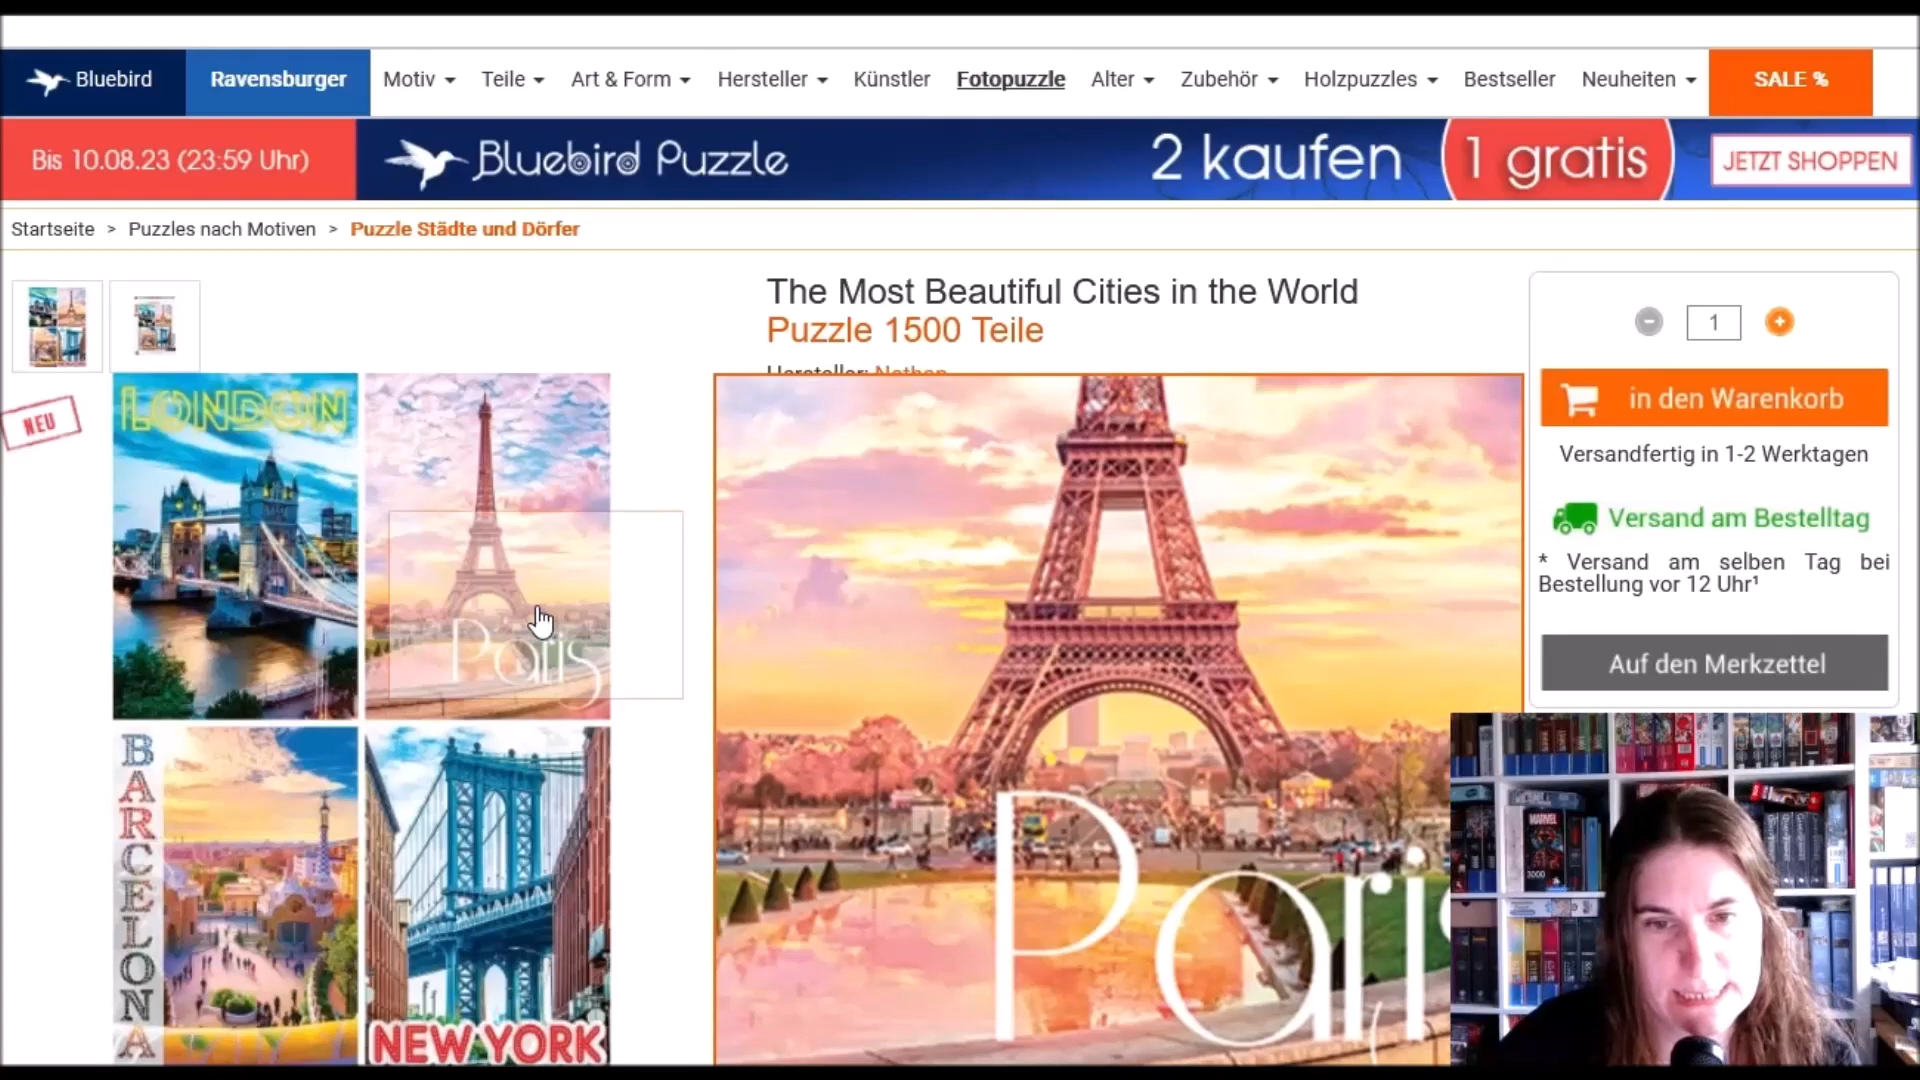 Bluebird
Ravensburger
Motiv
Teile
Art & Form
Hersteller
Künstler
Fotopuzzle
Alter
Zubehör
Holzpuzzles
Bestseller
Neuheiten
SALE %
Bis 10.08.23 (23:59 Uhr)
Bluebird Puzzle
2 kaufen
1 gratis
JETZT SHOPPEN
Startseite > Puzzles nach Motiven > Puzzle Städte und Dörfer
The Most Beautiful Cities in the World
Puzzle 1500 Teile
Hersteller: Nathan
NEU
LONDON
Paris
BARCELONA
NEW YORK
Paris
1
in den Warenkorb
Versandfertig in 1-2 Werktagen
Versand am Bestelltag
* Versand am selben Tag bei
Bestellung vor 12 Uhr¹
Auf den Merkzettel
MARVEL
3000